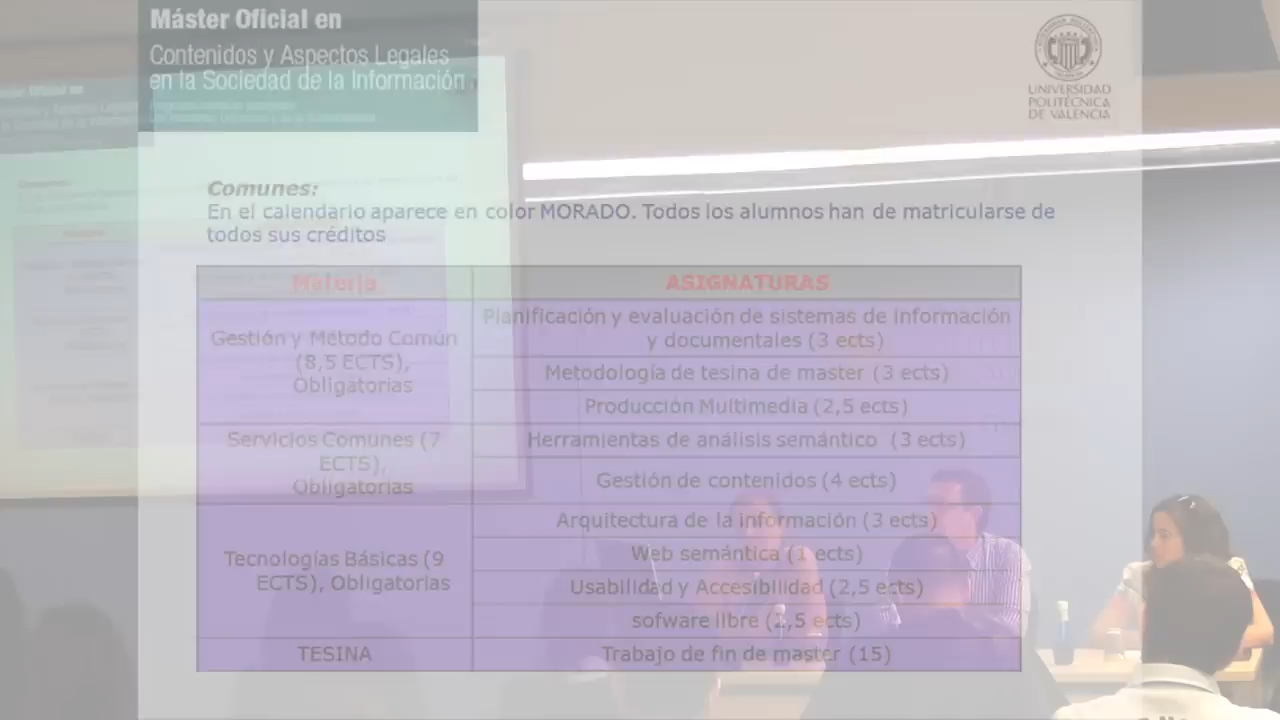 Máster Oficial en
Contenidos y Aspectos Legales
en la Sociedad de la Información
UNIVERSIDAD
POLITÉCNICA
DE VALENCIA
Comunes:
En el calendario aparece en color MORADO. Todos los alumnos han de matricularse de
todos sus créditos
Materia
ASIGNATURAS
Gestión y Método Común
(8,5 ECTS),
Obligatorias
Planificación y evaluación de sistemas de información
y documentales (3 ects)
Metodología de tesina de master (3 ects)
Producción Multimedia (2,5 ects)
Servicios Comunes (7
ECTS),
Obligatorias
Herramientas de análisis semántico (3 ects)
Gestión de contenidos (4 ects)
Tecnologías Básicas (9
ECTS), Obligatorias
Arquitectura de la información (3 ects)
Web semántica (1 ects)
Usabilidad y Accesibilidad (2,5 ects)
sofware libre (2,5 ects)
TESINA
Trabajo de fin de master (15)